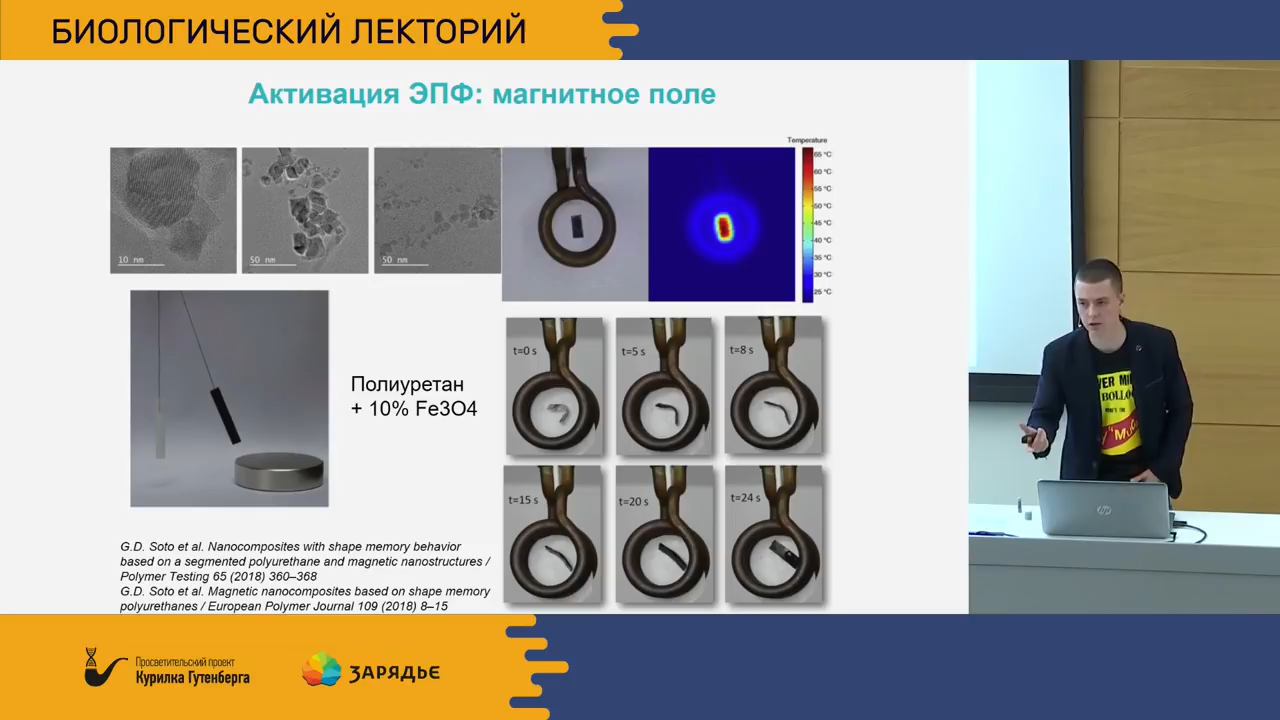 БИОЛОГИЧЕСКИЙ ЛЕКТОРИЙ
Активация ЭПФ: магнитное поле
Temperature
65 °C
60 °C
55 °C
50 °C
45 °C
40 °C
35 °C
30 °C
25 °C
10 nm
50 nm
50 nm
t=0 s
t=5 s
t=8 s
Полиуретан
+ 10% Fe3O4
t=15 s
t=20 s
t=24 s
G.D. Soto et al. Nanocomposites with shape memory behavior
based on a segmented polyurethane and magnetic nanostructures /
Polymer Testing 65 (2018) 360–368
G.D. Soto et al. Magnetic nanocomposites based on shape memory
polyurethanes / European Polymer Journal 109 (2018) 8–15
hp
Просветительский проект
Курилка Гутенберга
ЗАРЯДЬЕ